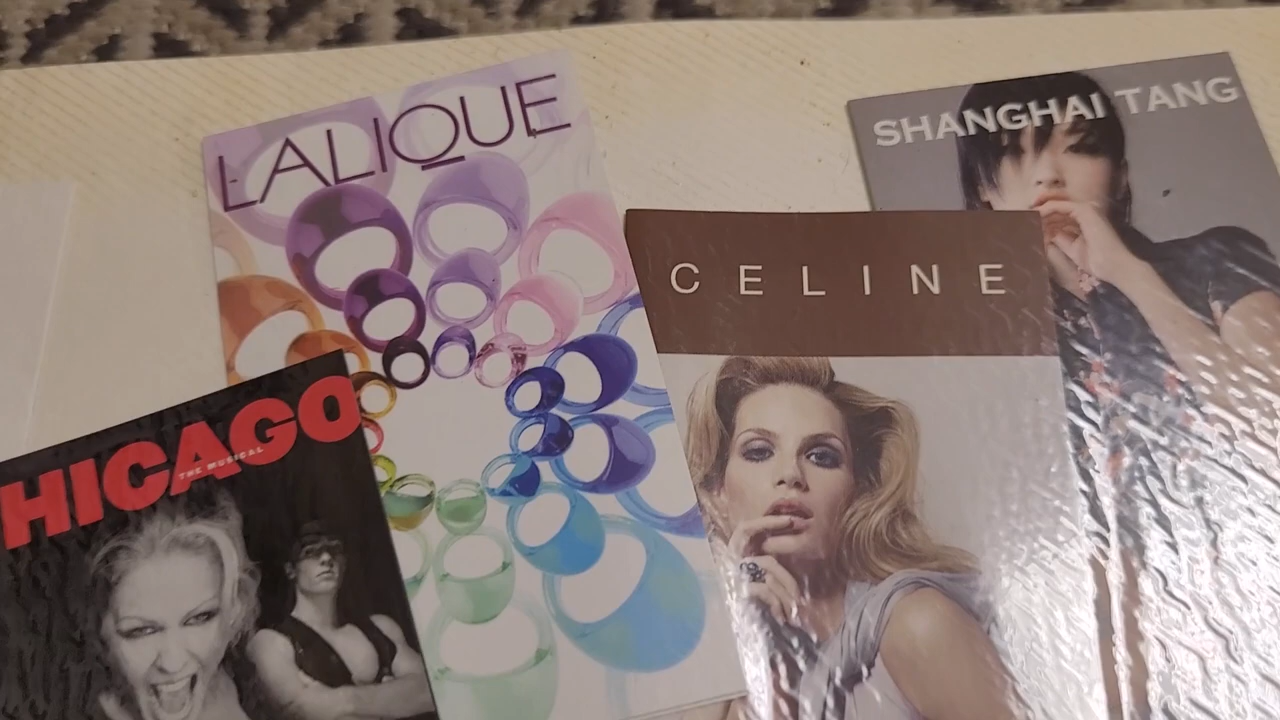 LALIQUE
SHANGHAI TANG
CELINE
HICAGO
THE MUSICAL